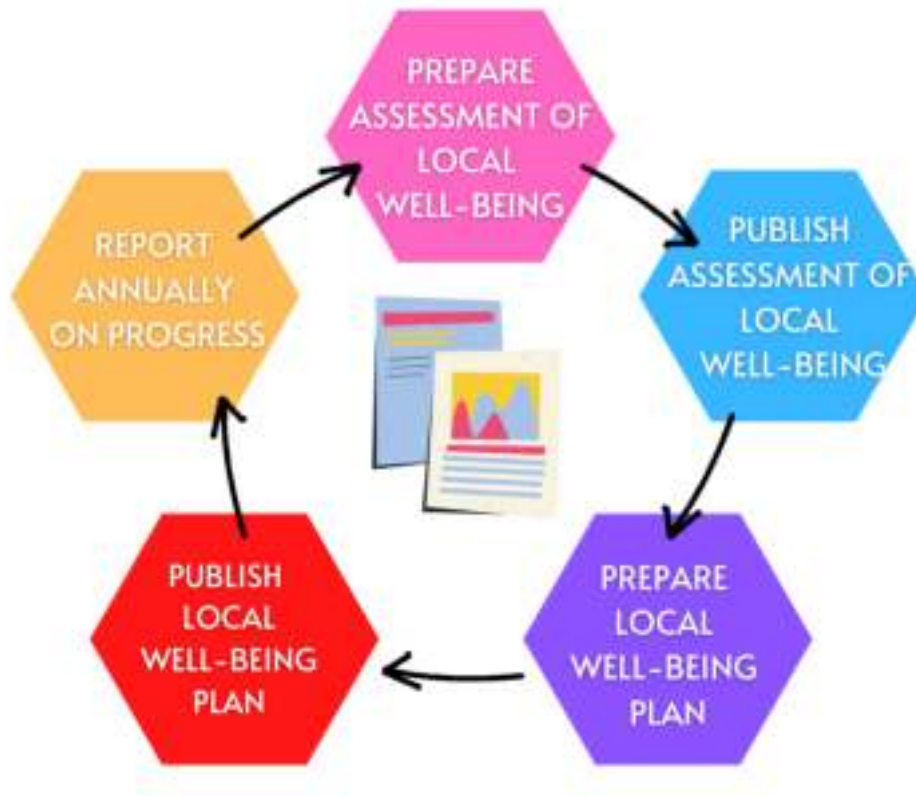 PREPARE
ASSESSMENT OF
LOCAL
WELL-BEING
PUBLISH
ASSESSMENT OF
LOCAL
WELL-BEING
PREPARE
LOCAL
WELL-BEING
PLAN
PUBLISH
LOCAL
WELL-BEING
PLAN
REPORT
ANNUALLY
ON PROGRESS